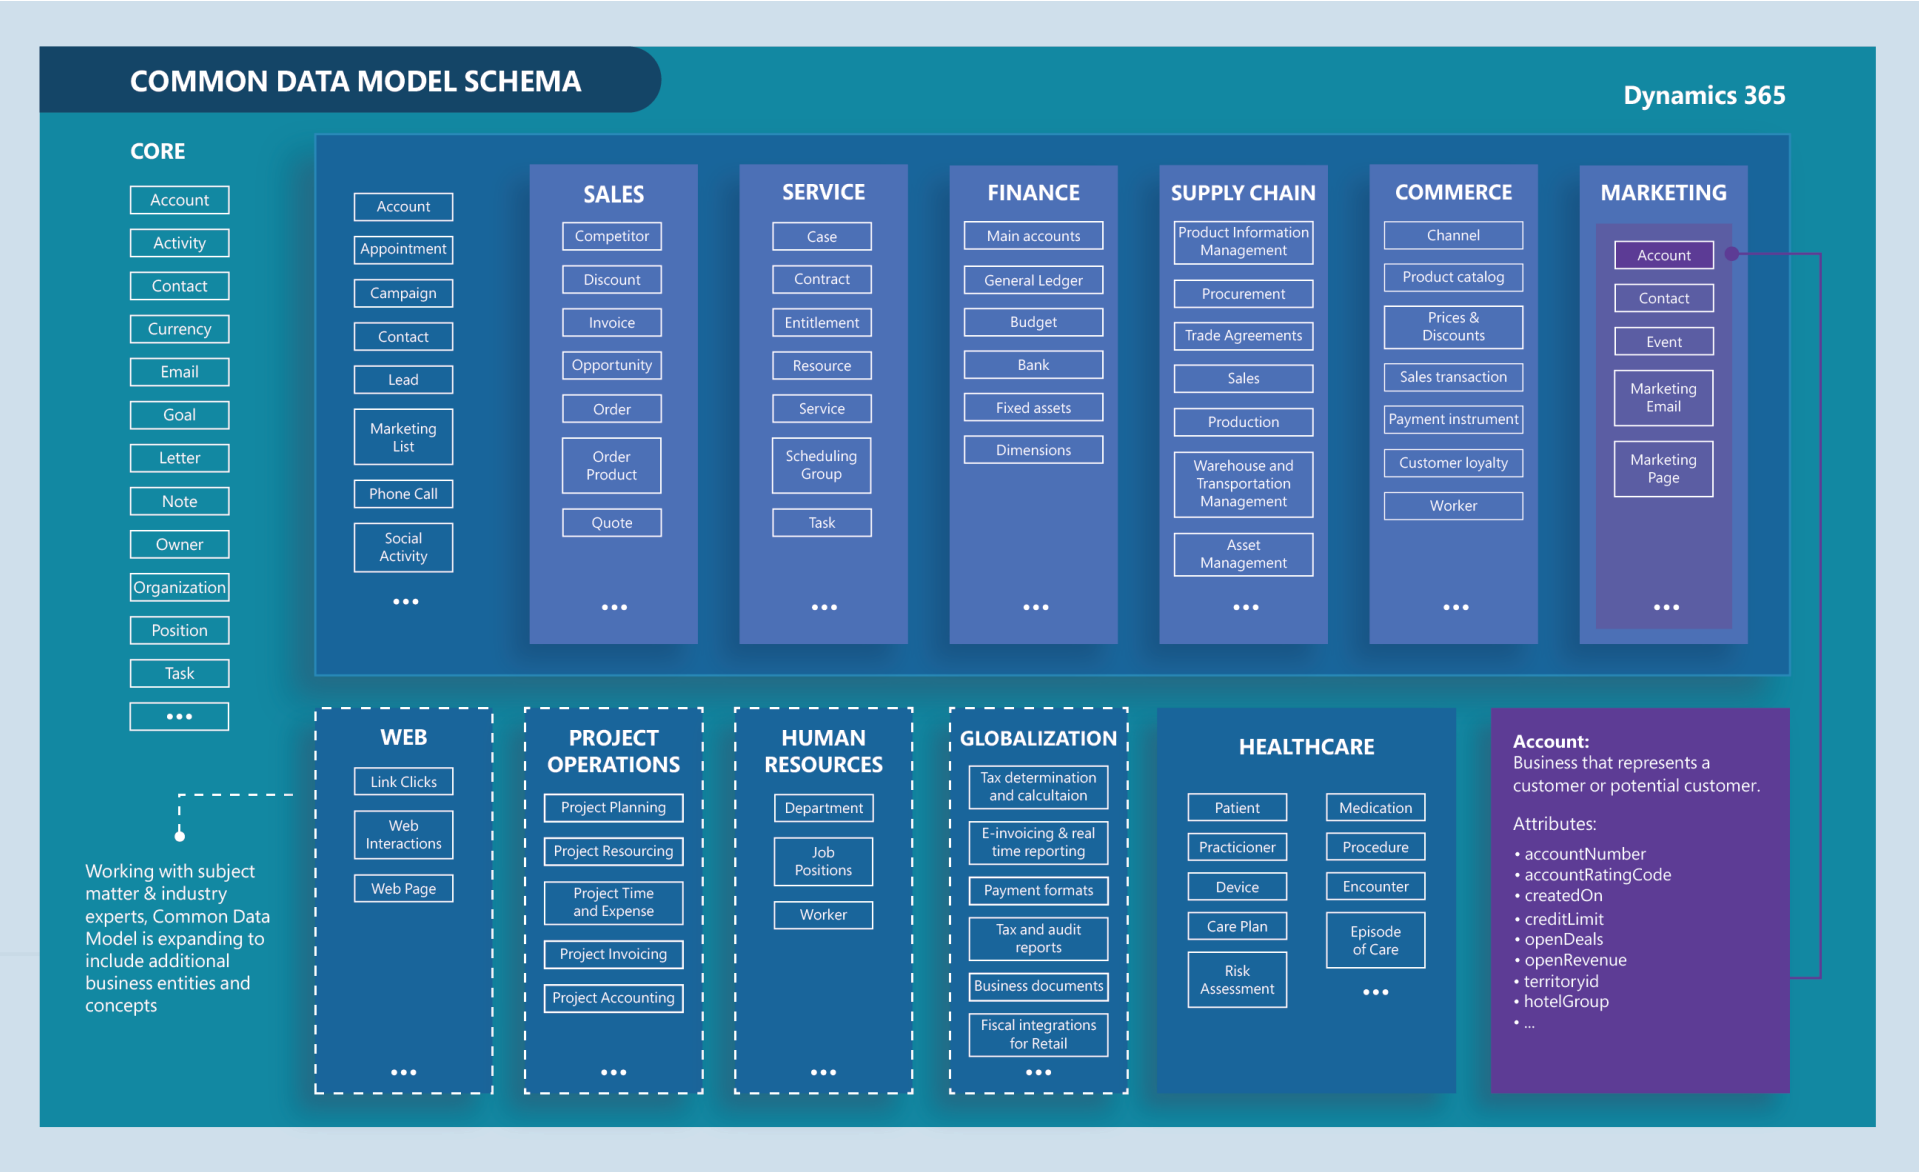 COMMON DATA MODEL SCHEMA
Dynamics 365
CORE
Account
Activity
Contact
Currency
Email
Goal
Letter
Note
Owner
Organization
Position
Task
...
Account
Appointment
Campaign
Contact
Lead
Marketing
List
Phone Call
Social
Activity
...
SALES
Competitor
Discount
Invoice
Opportunity
Order
Order
Product
Quote
...
SERVICE
Case
Contract
Entitlement
Resource
Service
Scheduling
Group
Task
...
FINANCE
Main accounts
General Ledger
Budget
Bank
Fixed assets
Dimensions
...
SUPPLY CHAIN
Product Information
Management
Procurement
Trade Agreements
Sales
Production
Warehouse and
Transportation
Management
Asset
Management
...
COMMERCE
Channel
Product catalog
Prices &
Discounts
Sales transaction
Payment instrument
Customer loyalty
Worker
...
MARKETING
Account
Contact
Event
Marketing
Email
Marketing
Page
...
Working with subject
matter & industry
experts, Common Data
Model is expanding to
include additional
business entities and
concepts
WEB
Link Clicks
Web
Interactions
Web Page
...
PROJECT
OPERATIONS
Project Planning
Project Resourcing
Project Time
and Expense
Project Invoicing
Project Accounting
...
HUMAN
RESOURCES
Department
Job
Positions
Worker
...
GLOBALIZATION
Tax determination
and calcultaion
E-invoicing & real
time reporting
Payment formats
Tax and audit
reports
Business documents
Fiscal integrations
for Retail
...
HEALTHCARE
Patient
Practicioner
Device
Care Plan
Risk
Assessment
Medication
Procedure
Encounter
Episode
of Care
...
Account:
Business that represents a
customer or potential customer.
Attributes:
• accountNumber
• accountRatingCode
• createdOn
• creditLimit
• openDeals
• openRevenue
• territoryid
• hotelGroup
• ...